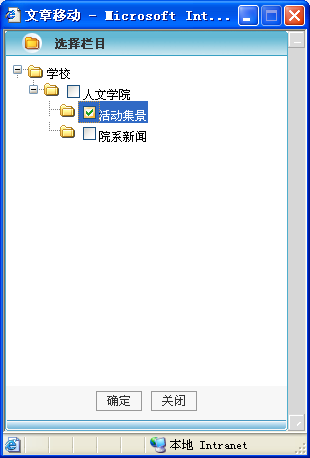 文章移动 - Microsoft Int...
选择栏目
学校
人文学院
活动集景
院系新闻
确定 关闭
本地 Intranet